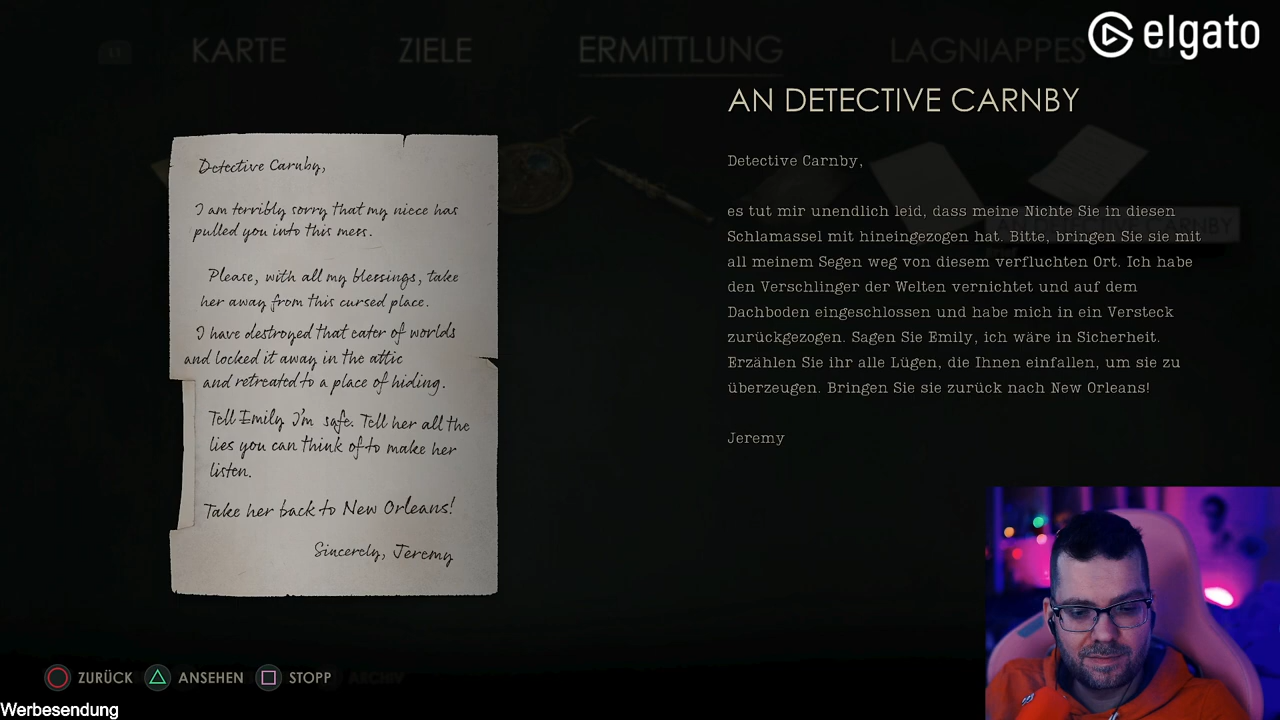 L1
KARTE
ZIELE
ERMITTLUNG
LAGNIAPPES
elgato
AN DETECTIVE CARNBY
Detective Carnby,
I am terribly sorry that my niece has
pulled you into this mess.
Please, with all my blessings, take
her away from this cursed place.
I have destroyed that eater of worlds
and locked it away in the attic
and retreated to a place of hiding.
Tell Emily I'm safe. Tell her all the
lies you can think of to make her
listen.
Take her back to New Orleans!
Sincerely, Jeremy
Detective Carnby,
es tut mir unendlich leid, dass meine Nichte Sie in diesen
Schlamassel mit hineingezogen hat. Bitte, bringen Sie sie mit
all meinem Segen weg von diesem verfluchten Ort. Ich habe
den Verschlinger der Welten vernichtet und auf dem
Dachboden eingeschlossen und habe mich in ein Versteck
zurückgezogen. Sagen Sie Emily, ich wäre in Sicherheit.
Erzählen Sie ihr alle Lügen, die Ihnen einfallen, um sie zu
überzeugen. Bringen Sie sie zurück nach New Orleans!
Jeremy
ZURÜCK
ANSEHEN
STOPP
ARCHIV
Werbesendung